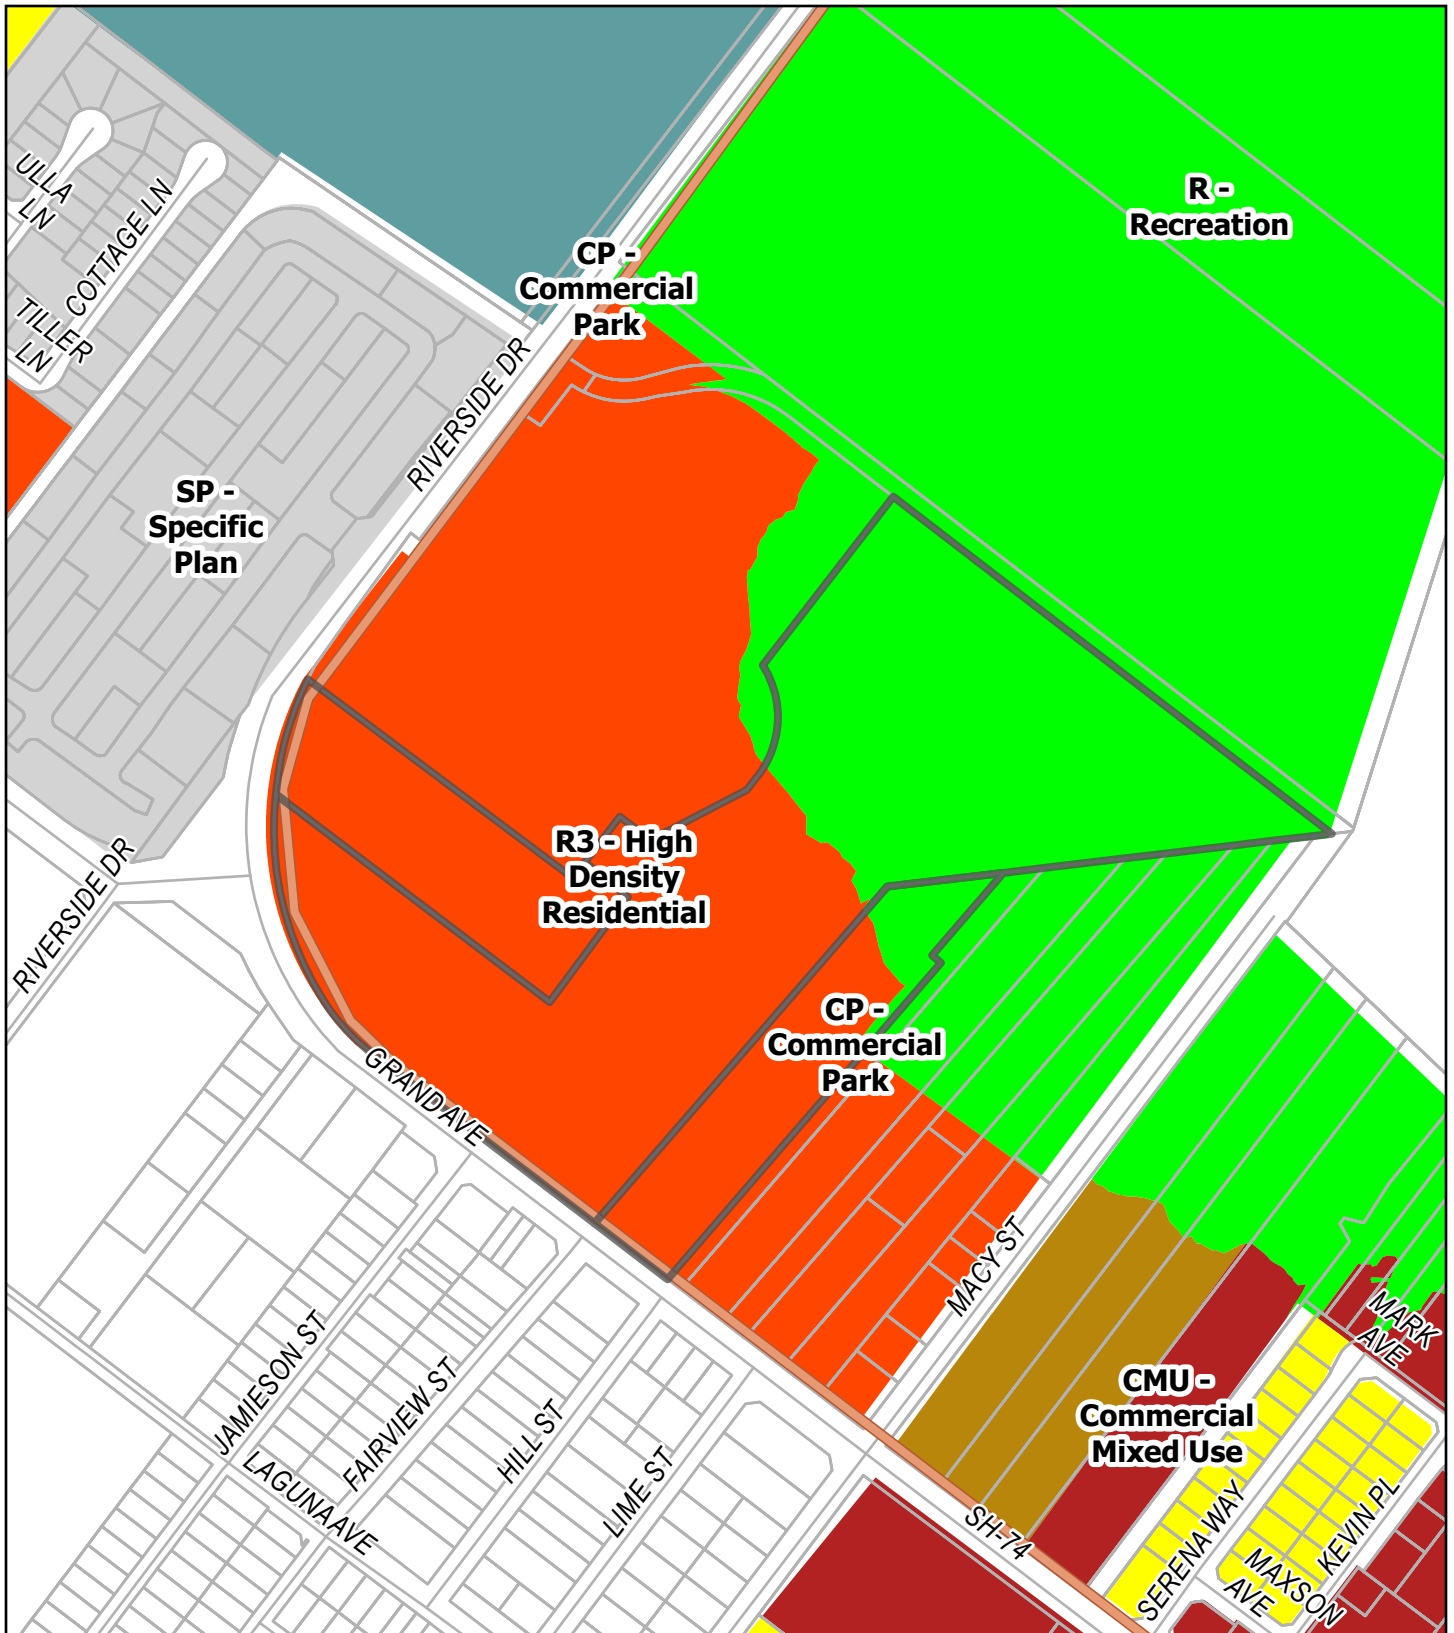 R -
Recreation
CP -
Commercial
Park
ULLA
LN
COTTAGE LN
TILLER
LN
RIVERSIDE DR
SP -
Specific
Plan
R3 - High
Density
Residential
RIVERSIDE DR
CP -
Commercial
Park
GRAND AVE
MACY ST
MARK
AVE
JAMIESON ST
FAIRVIEW ST
HILL ST
LIME ST
LAGUNA AVE
CMU -
Commercial
Mixed Use
SH-74
SERENA WAY
KEVIN PL
MAXSON
AVE